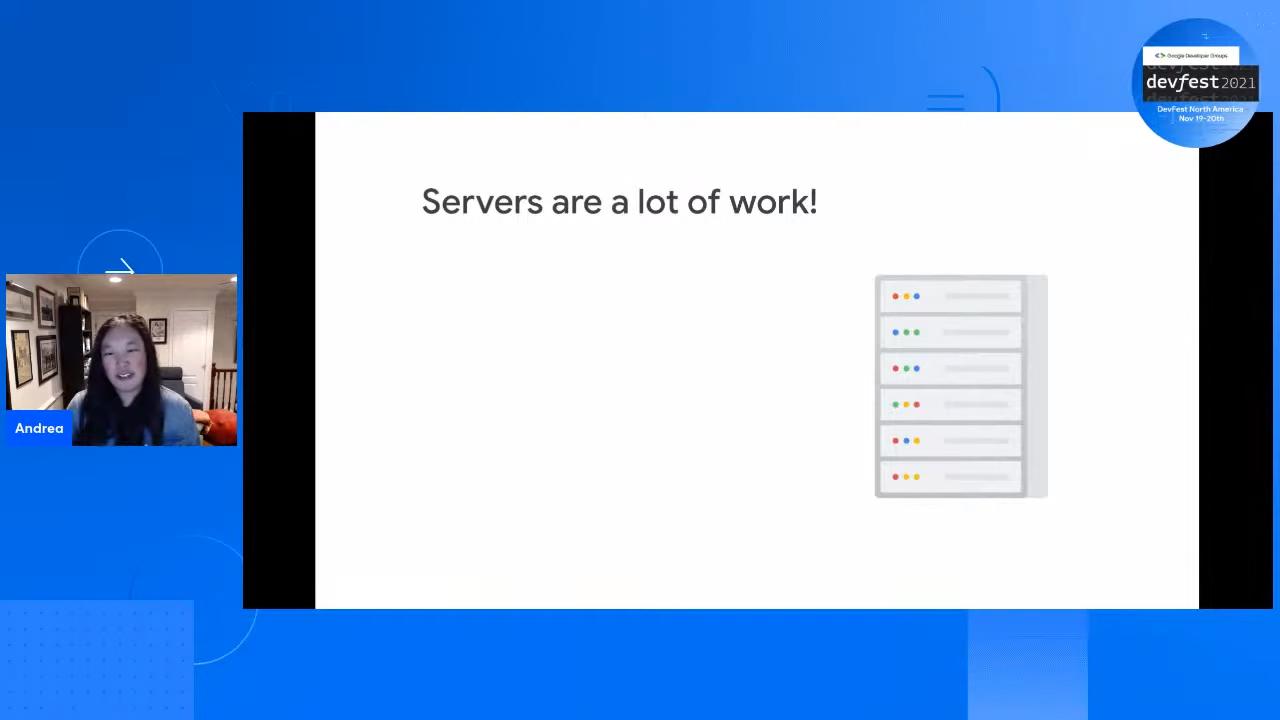 Google Developer Groups
devfest 2021
DevFest North America
Nov 19-20th
Servers are a lot of work!
Andrea